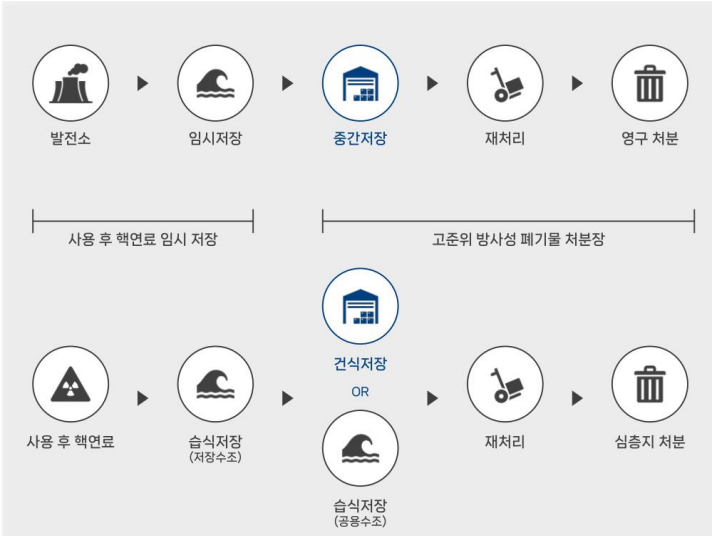 발전소
임시저장
중간저장
재처리
영구 처분
사용 후 핵연료 임시 저장
고준위 방사성 폐기물 처분장
건식저장
OR
사용 후 핵연료
습식저장
(저장수조)
재처리
심층지 처분
습식저장
(공용수조)